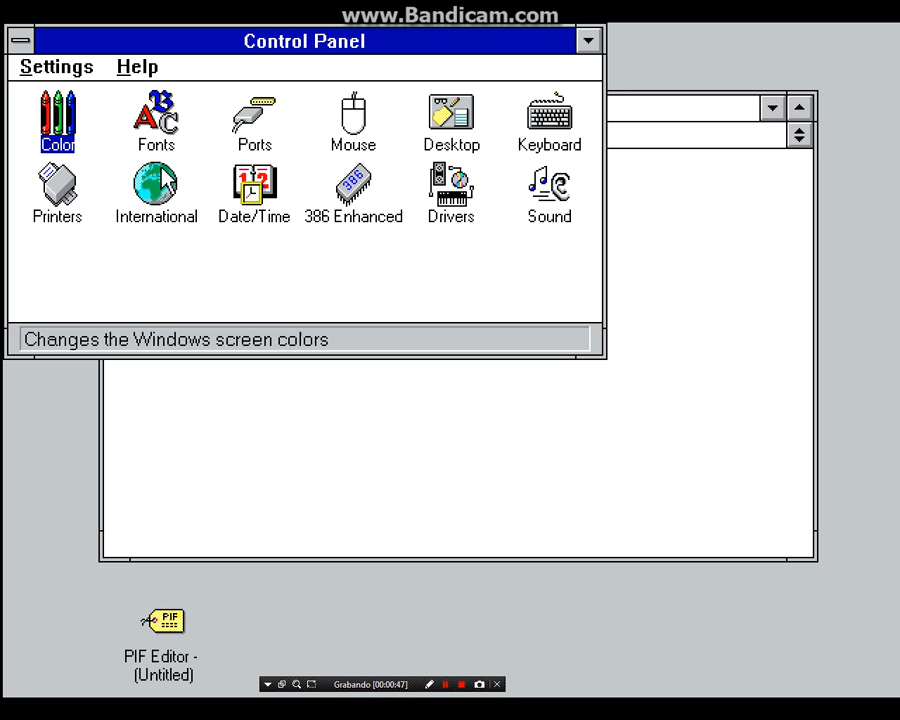 www.Bandicam.com
Control Panel
Settings Help
Color Fonts Ports Mouse Desktop Keyboard
Printers International Date/Time 386 Enhanced Drivers Sound
Changes the Windows screen colors
PIF
PIF Editor -
(Untitled)
Grabando [00:00:47]